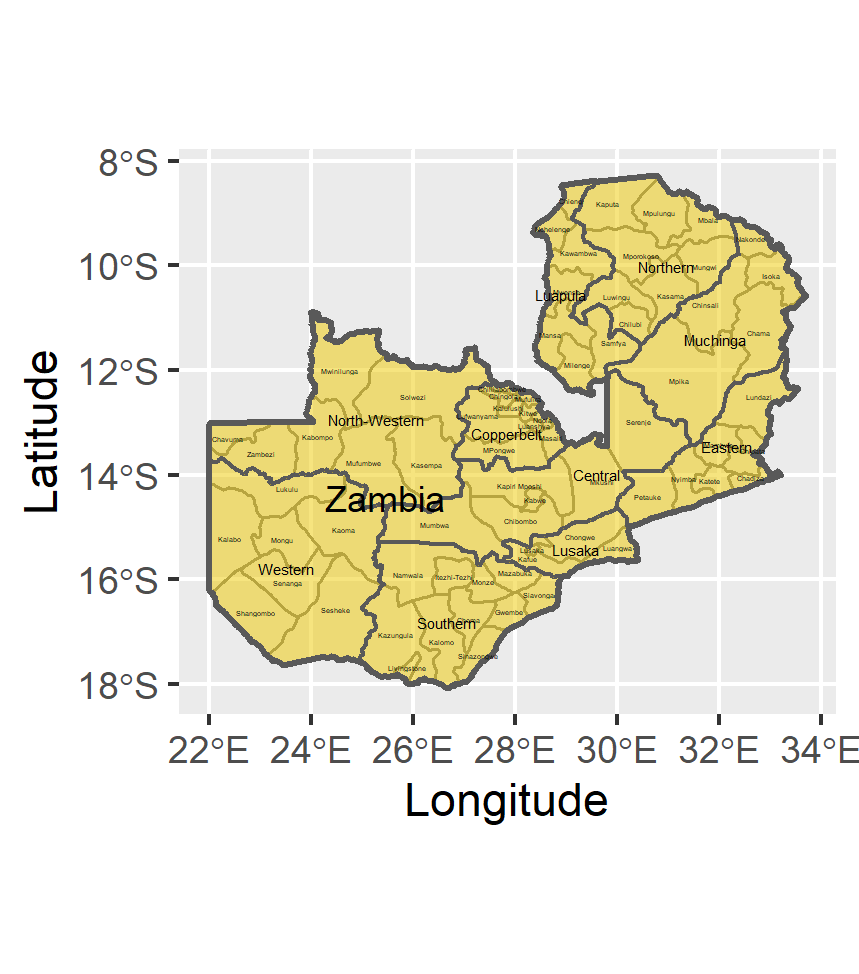 8°S
10°S
12°S
14°S
16°S
18°S
Latitude
22°E
24°E
26°E
28°E
30°E
32°E
34°E
Longitude
Zambia
Northern
Luapula
Muchinga
North-Western
Copperbelt
Central
Eastern
Lusaka
Western
Southern
Kaputa
Mpulungu
Mbala
Nakonde
Kawambwa
Mporokoso
Mungwi
Isoka
Luwingu
Kasama
Chinsali
Chilubi
Mansa
Samfya
Chama
Milenge
Mpika
Lundazi
Mwinilunga
Solwezi
Kalulushi
Kitwe
Serenje
Chavuma
Kabompo
Zambezi
MPongwe
Mufumbwe
Kasempa
Mkushi
Nyimba
Katete
Chadiza
Petauke
Lukulu
Kapiri Mposhi
Kabwe
Mumbwa
Chibombo
Kalabo
Mongu
Kaoma
Chongwe
Luangwa
Lusaka
Kafue
Senanga
Namwala
Itezhi-Tezhi
Monze
Mazabuka
Siavonga
Shangombo
Sesheke
Gwembe
Kazungula
Kalomo
Livingstone